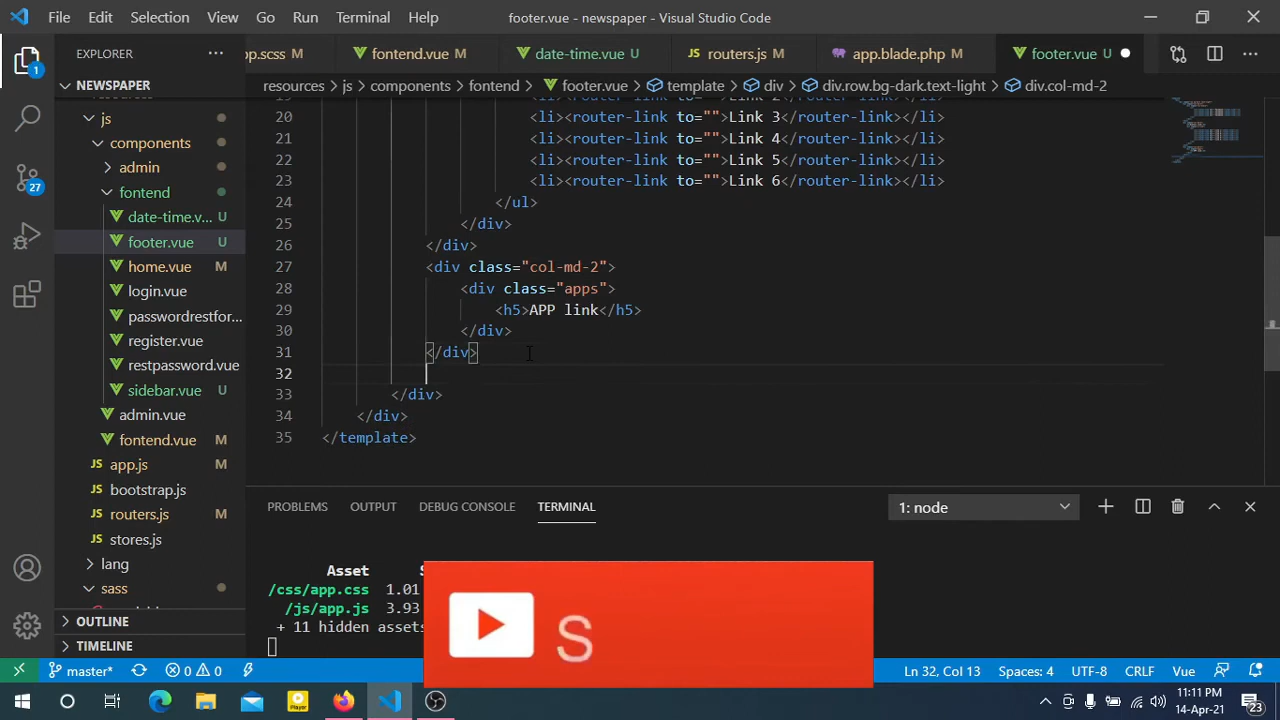 File Edit Selection View Go Run Terminal Help footer.vue - newspaper - Visual Studio Code
EXPLORER
pp.scss M fontend.vue M date-time.vue U routers.js M app.blade.php M footer.vue U
NEWSPAPER
resources js components fontend footer.vue template div div.row.bg-dark.text-light div.col-md-2
js
components
admin
fontend
date-time.v... U
footer.vue U
home.vue M
login.vue
passwordrestfor...
register.vue
restpassword.vue
sidebar.vue U
admin.vue
fontend.vue M
app.js M
bootstrap.js
routers.js M
stores.js
lang
sass
OUTLINE
TIMELINE
20 <li><router-link to="">Link 3</router-link></li>
21 <li><router-link to="">Link 4</router-link></li>
22 <li><router-link to="">Link 5</router-link></li>
23 <li><router-link to="">Link 6</router-link></li>
24 </ul>
25 </div>
26 </div>
27 <div class="col-md-2">
28 <div class="apps">
29 <h5>APP link</h5>
30 </div>
31 </div>
32
33 </div>
34 </div>
35 </template>
PROBLEMS OUTPUT DEBUG CONSOLE TERMINAL 1: node
Asset S
/css/app.css 1.01
/js/app.js 3.93
+ 11 hidden assets
S
master* 0 0 Ln 32, Col 13 Spaces: 4 UTF-8 CRLF Vue
11:11 PM
14-Apr-21
1
27
23
Player